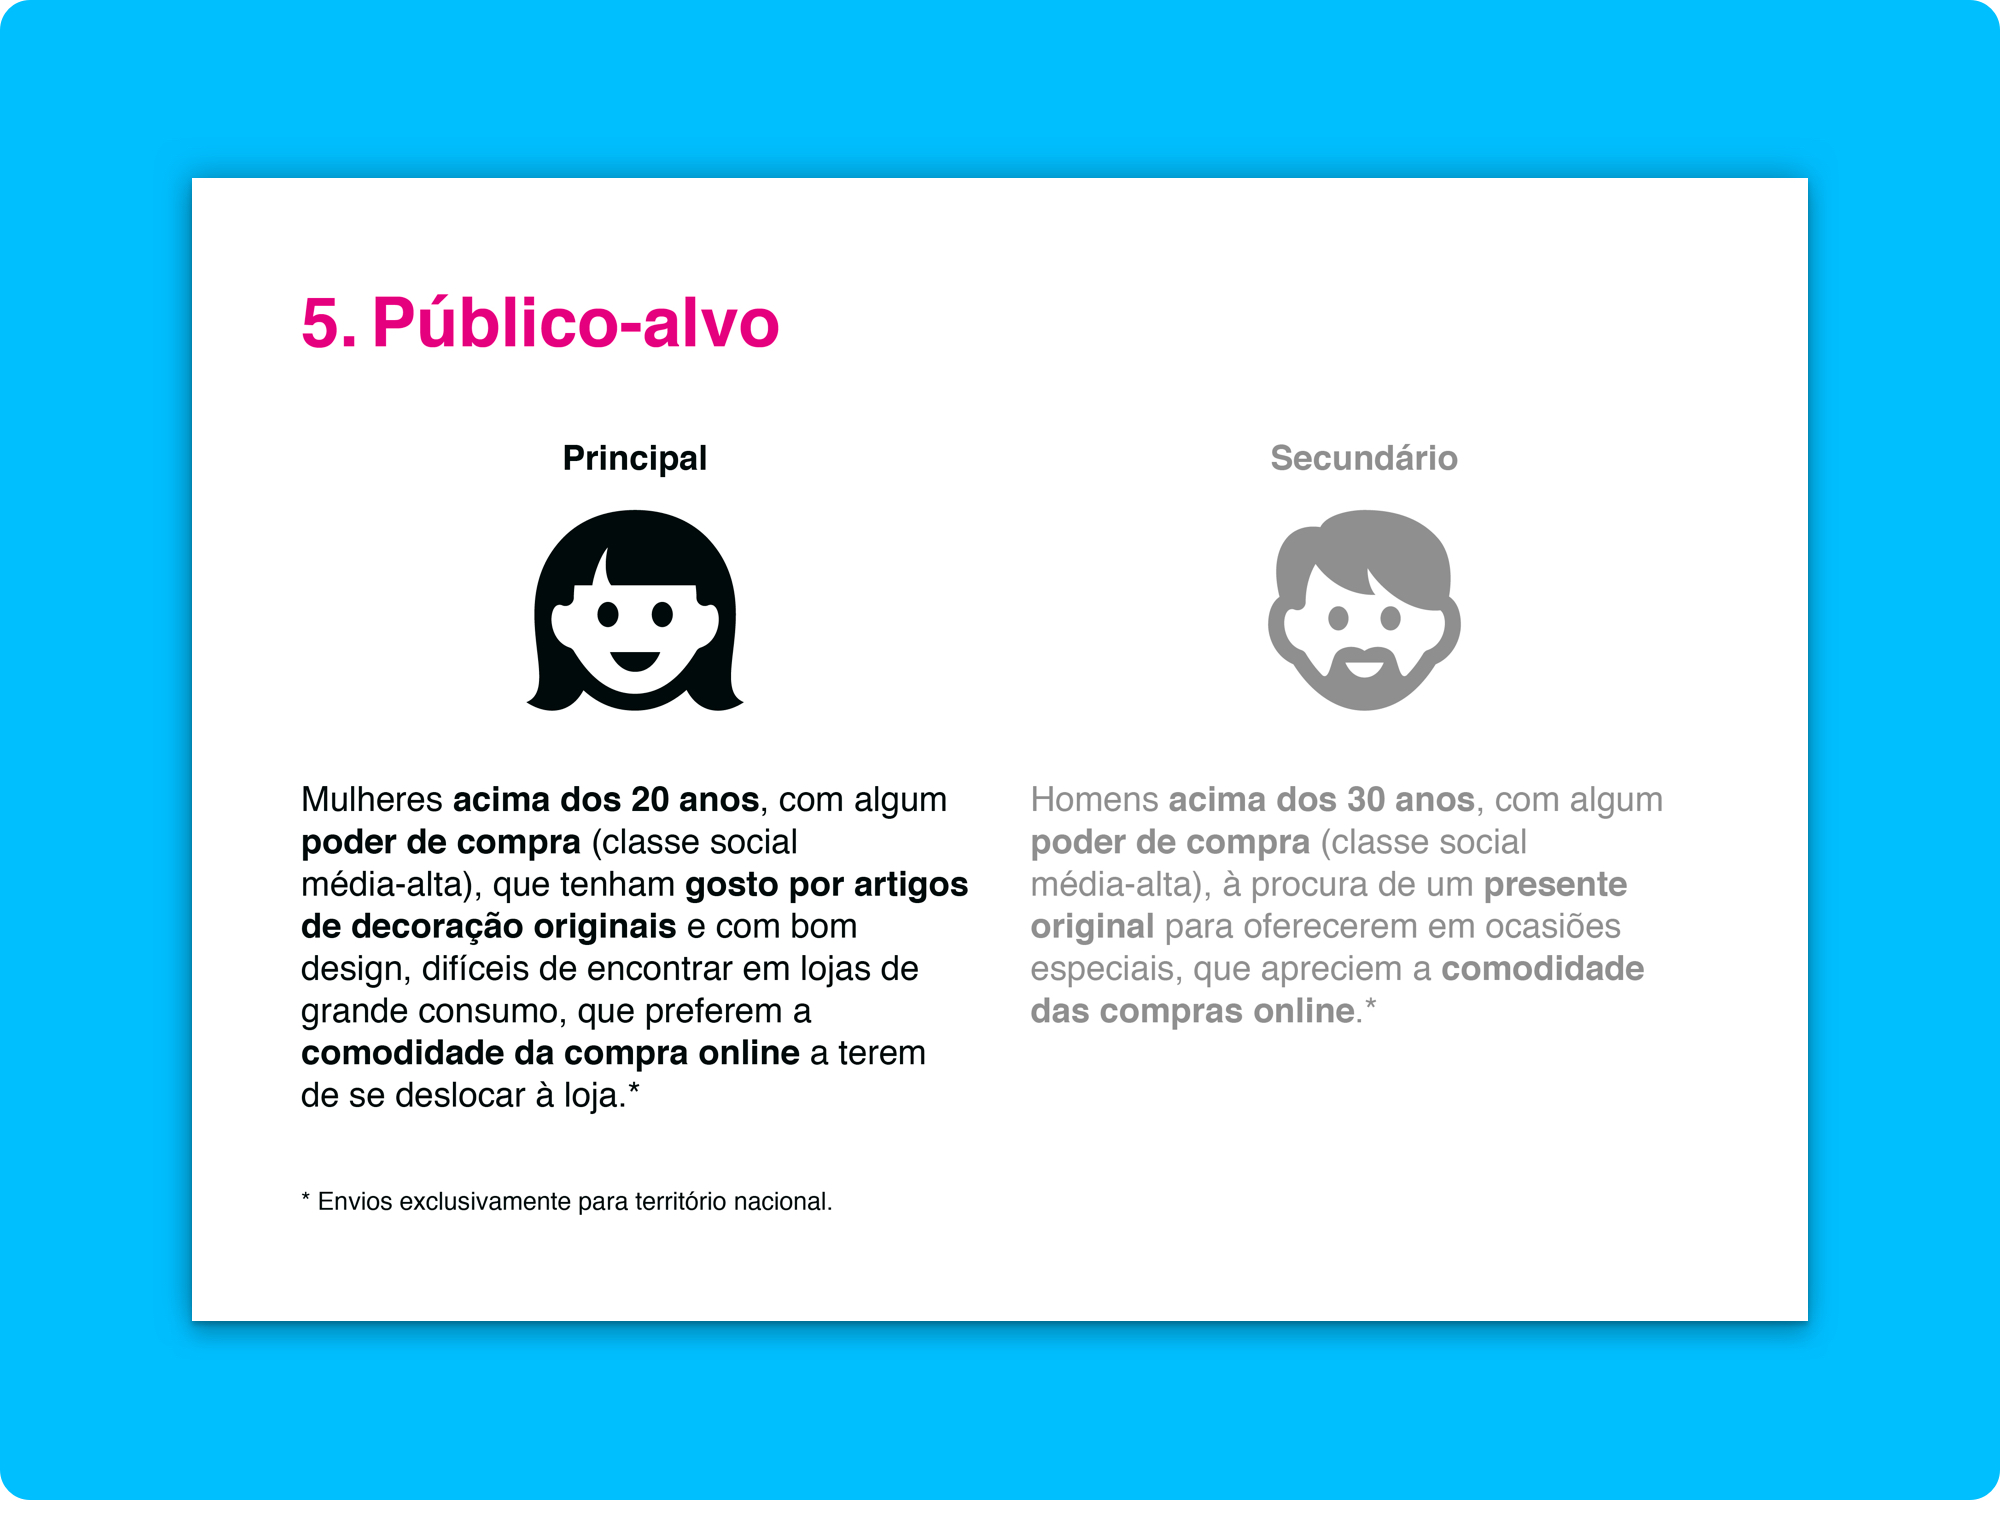 5. Público-alvo
Principal
Mulheres acima dos 20 anos, com algum
poder de compra (classe social
média-alta), que tenham gosto por artigos
de decoração originais e com bom
design, difíceis de encontrar em lojas de
grande consumo, que preferem a
comodidade da compra online a terem
de se deslocar à loja.*
Secundário
Homens acima dos 30 anos, com algum
poder de compra (classe social
média-alta), à procura de um presente
original para oferecerem em ocasiões
especiais, que apreciem a comodidade
das compras online.*
* Envios exclusivamente para território nacional.